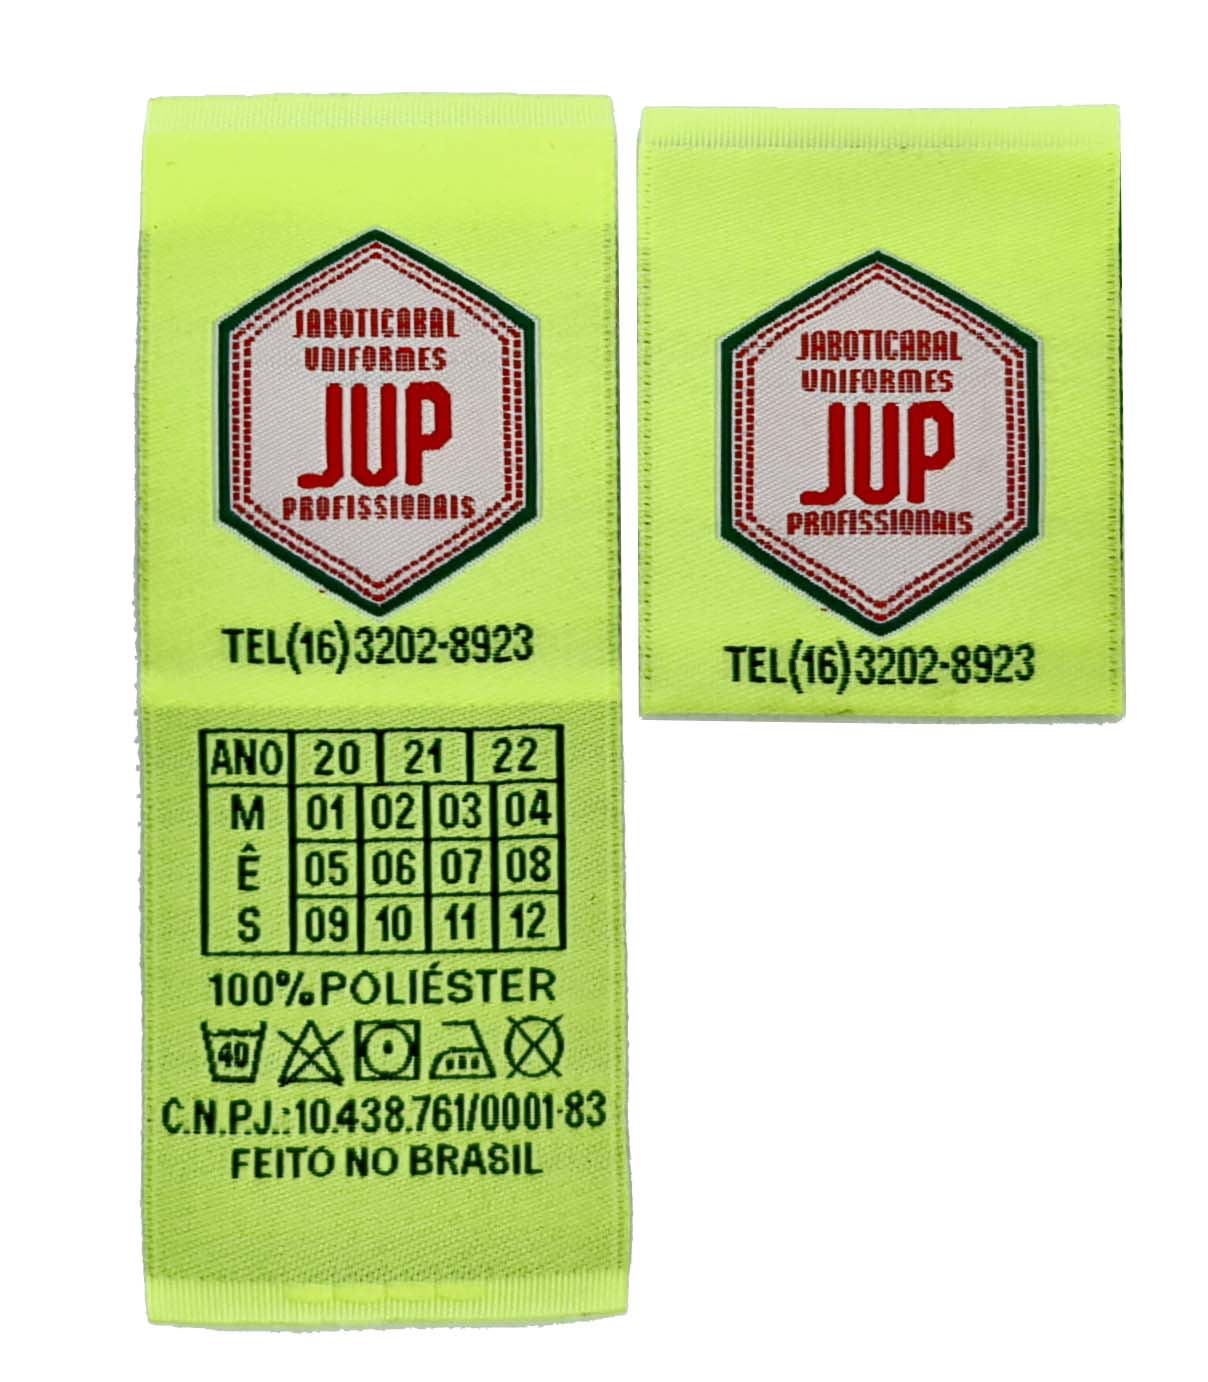 JABOTICABAL
UNIFORMES
JUP
PROFISSIONAIS
TEL(16)3202-8923
ANO 20 21 22
M 01 02 03 04
Ê 05 06 07 08
S 09 10 11 12
100% POLIÉSTER
40
C.N.P.J.:10.438.761/0001-83
FEITO NO BRASIL
JABOTICABAL
UNIFORMES
JUP
PROFISSIONAIS
TEL(16)3202-8923